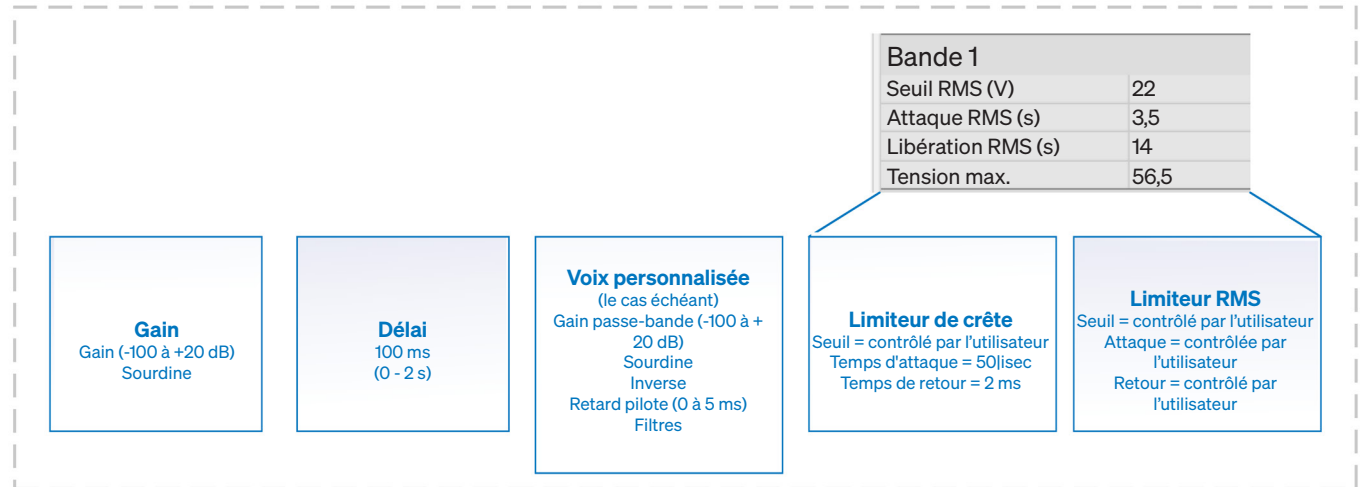 Bande 1
Seuil RMS (V) 22
Attaque RMS (s) 3,5
Libération RMS (s) 14
Tension max. 56,5
Gain
Gain (-100 à +20 dB)
Sourdine
Délai
100 ms
(0 - 2 s)
Voix personnalisée
(le cas échéant)
Gain passe-bande (-100 à +
20 dB)
Sourdine
Inverse
Retard pilote (0 à 5 ms)
Filtres
Limiteur de crête
Seuil = contrôlé par l'utilisateur
Temps d'attaque = 50|isec
Temps de retour = 2 ms
Limiteur RMS
Seuil = contrôlé par l'utilisateur
Attaque = contrôlée par
l'utilisateur
Retour = contrôlé par
l'utilisateur